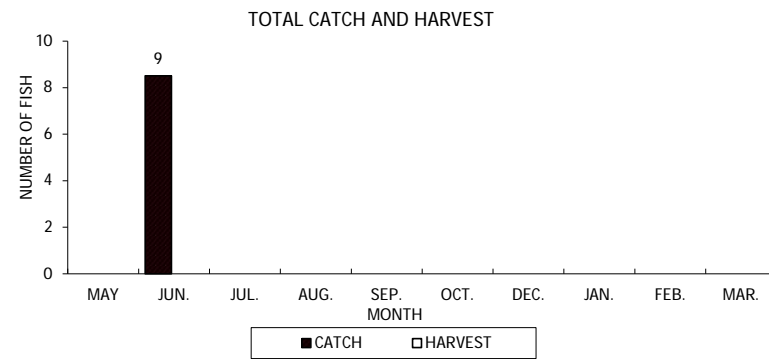 TOTAL CATCH AND HARVEST
10
8
6
4
2
0
NUMBER OF FISH
9
MAY JUN. JUL. AUG. SEP. OCT. DEC. JAN. FEB. MAR.
MONTH
CATCH HARVEST